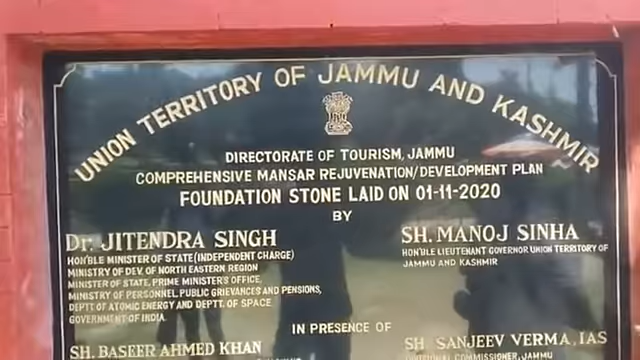 UNION TERRITORY OF JAMMU AND KASHMIR
DIRECTORATE OF TOURISM, JAMMU
COMPREHENSIVE MANSAR REJUVENATION/DEVELOPMENT PLAN
FOUNDATION STONE LAID ON 01-11-2020
BY
Dr. JITENDRA SINGH
HON'BLE MINISTER OF STATE (INDEPENDENT CHARGE)
MINISTRY OF DEV. OF NORTH EASTERN REGION
MINISTER OF STATE, PRIME MINISTER'S OFFICE,
MINISTRY OF PERSONNEL, PUBLIC GRIEVANCES AND PENSIONS,
DEPTT OF ATOMIC ENERGY AND DEPTT. OF SPACE
GOVERNMENT OF INDIA.
SH. MANOJ SINHA
HON'BLE LIEUTENANT GOVERNOR UNION TERRITORY OF
JAMMU AND KASHMIR
IN PRESENCE OF
SH. BASEER AHMED KHAN
SH. SANJEEV VERMA, IAS
DIVISIONAL COMMISSIONER, JAMMU